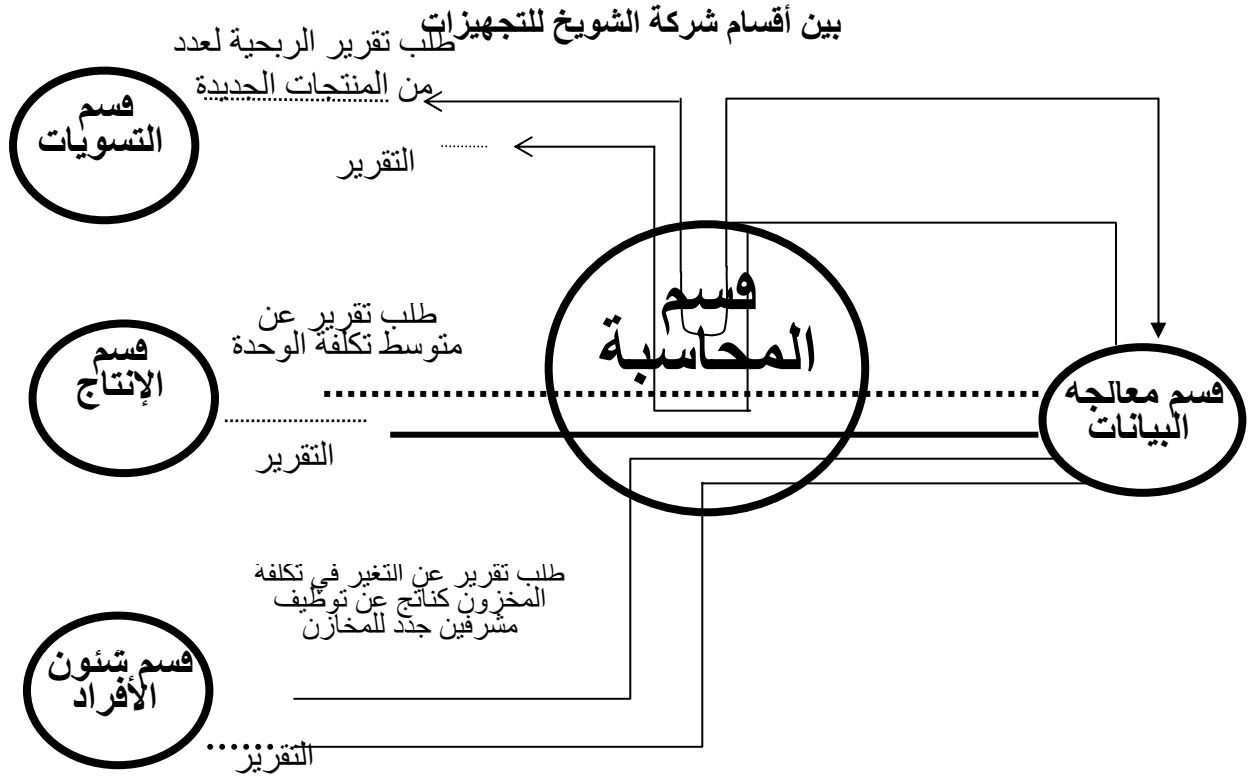 بين أقسام شركة الشويخ للتجهيزات
طلب تقرير الربحية لعدد
من المنتجات الجديدة
قسم
التسويات
التقرير
قسم
المحاسبة
طلب تقرير عن
متوسط تكلفة الوحدة
قسم
الإنتاج
قسم معالجه
البيانات
التقرير
طلب تقرير عن التغير في تكلفة
المخزون كناتج عن توظيف
مشرفين جدد للمخازن
قسم شئون
الأفراد
التقرير